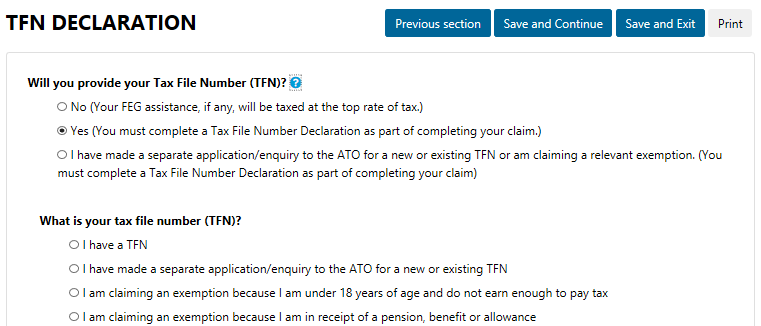 TFN DECLARATION
Previous section
Save and Continue
Save and Exit
Print
Will you provide your Tax File Number (TFN)? ?
No (Your FEG assistance, if any, will be taxed at the top rate of tax.)
Yes (You must complete a Tax File Number Declaration as part of completing your claim.)
I have made a separate application/enquiry to the ATO for a new or existing TFN or am claiming a relevant exemption. (You
must complete a Tax File Number Declaration as part of completing your claim)
What is your tax file number (TFN)?
I have a TFN
I have made a separate application/enquiry to the ATO for a new or existing TFN
I am claiming an exemption because I am under 18 years of age and do not earn enough to pay tax
I am claiming an exemption because I am in receipt of a pension, benefit or allowance